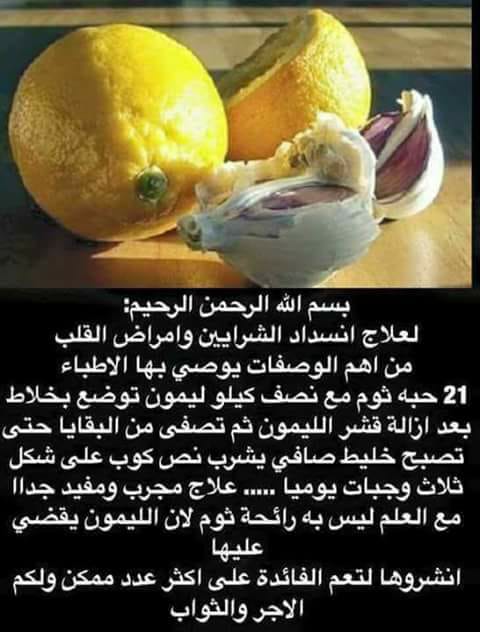 بسم الله الرحمن الرحيم:
لعلاج انسداد الشرايين وامراض القلب
من اهم الوصفات يوصي بها الاطباء
21 حبه ثوم مع نصف كيلو ليمون توضع بخلاط
بعد ازالة قشر الليمون ثم تصفى من البقايا حتى
تصبح خليط صافي يشرب نص كوب على شكل
ثلاث وجبات يوميا ..... علاج مجرب ومفيد جداا
مع العلم ليس به رائحة ثوم لان الليمون يقضي
عليها
انشروها لتعم الفائدة على اكثر عدد ممكن ولكم
الاجر والثواب